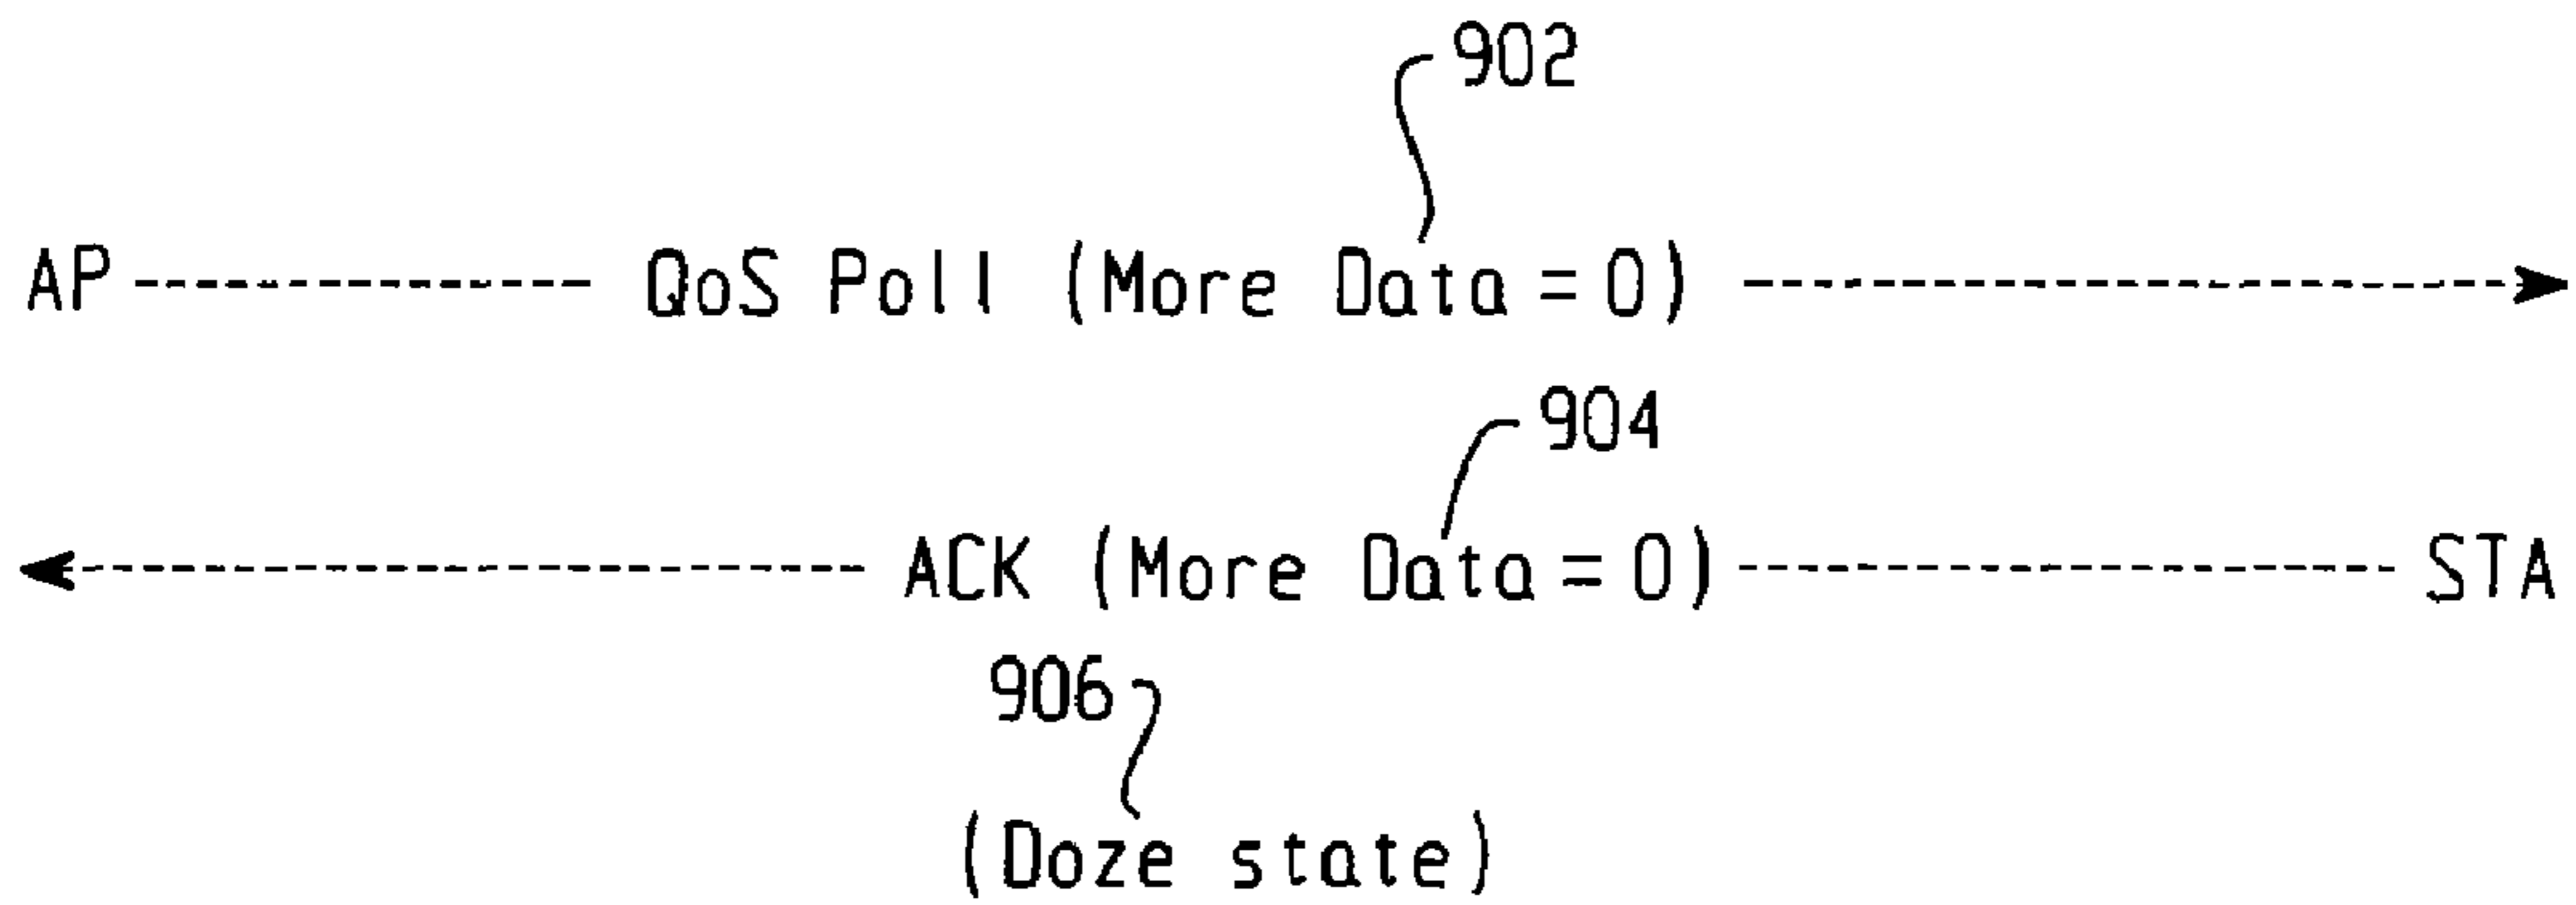 902
AP QoS Poll (More Data = 0)
904
ACK (More Data = 0) STA
906
(Doze state)